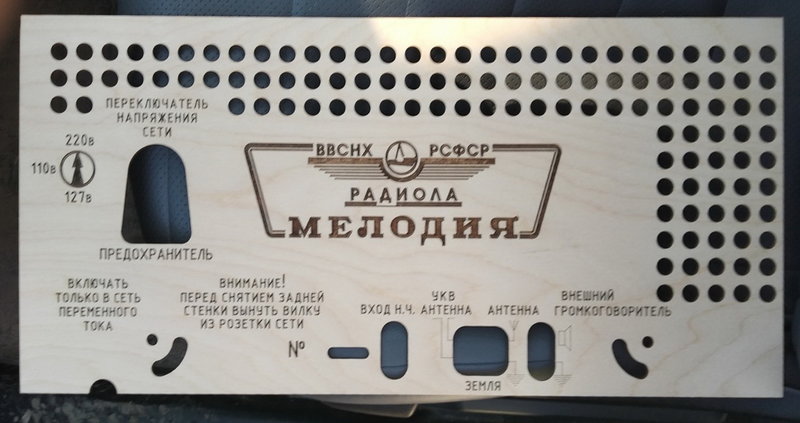 ПЕРЕКЛЮЧАТЕЛЬ
НАПРЯЖЕНИЯ
СЕТИ
220в
110в
127в
ПРЕДОХРАНИТЕЛЬ
ВВСНХ РСФСР
РАДИОЛА
МЕЛОДИЯ
ВКЛЮЧАТЬ
ТОЛЬКО В СЕТЬ
ПЕРЕМЕННОГО
ТОКА
ВНИМАНИЕ!
ПЕРЕД СНЯТИЕМ ЗАДНЕЙ
СТЕНКИ ВЫНУТЬ ВИЛКУ
ИЗ РОЗЕТКИ СЕТИ
№
ВХОД Н.Ч.
УКВ
АНТЕННА
АНТЕННА
ЗЕМЛЯ
ВНЕШНИЙ
ГРОМКОГОВОРИТЕЛЬ